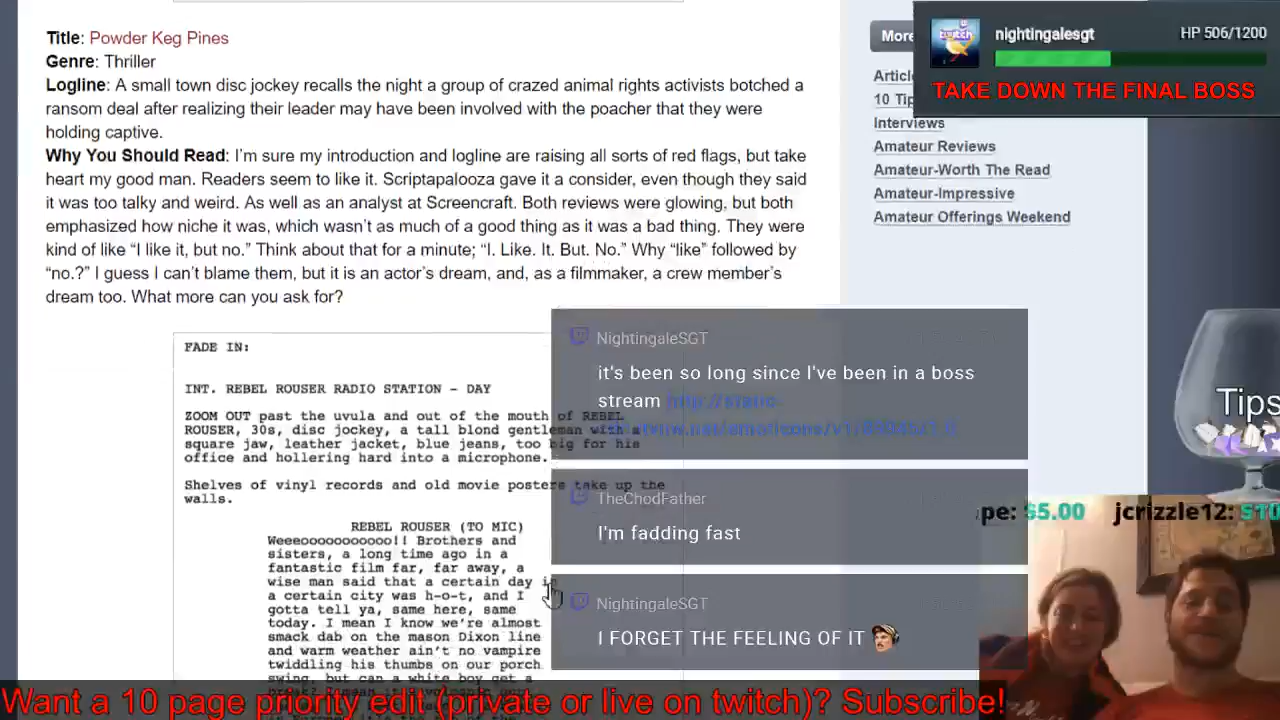 Title: Powder Keg Pines
Genre: Thriller
Logline: A small town disc jockey recalls the night a group of crazed animal rights activists botched a
ransom deal after realizing their leader may have been involved with the poacher that they were
holding captive.
Why You Should Read: I'm sure my introduction and logline are raising all sorts of red flags, but take
heart my good man. Readers seem to like it. Scriptapalooza gave it a consider, even though they said
it was too talky and weird. As well as an analyst at Screencraft. Both reviews were glowing, but both
emphasized how niche it was, which wasn't as much of a good thing as it was a bad thing. They were
kind of like “I like it, but no.” Think about that for a minute; “I. Like. It. But. No.” Why “like” followed by
“no.?” I guess I can't blame them, but it is an actor's dream, and, as a filmmaker, a crew member's
dream too. What more can you ask for?
FADE IN:
INT. REBEL ROUSER RADIO STATION - DAY
ZOOM OUT past the uvula and out of the mouth of REBEL
ROUSER, 30s, disc jockey, a tall blond gentleman with a
square jaw, leather jacket, blue jeans, too big for his
office and hollering hard into a microphone.
Shelves of vinyl records and old movie posters take up the
walls.
REBEL ROUSER (TO MIC)
Weeeooooooooooo!! Brothers and
sisters, a long time ago in a
fantastic film far, far away, a
wise man said that a certain day in
a certain city was h-o-t, and I
gotta tell ya, same here, same
today. I mean I know we're almost
smack dab on the mason Dixon line
and warm weather ain't no vampire
twiddling his thumbs on our porch
swing, but can a white boy get a
More
Articl
10 Tip
Interviews
Amateur Reviews
Amateur-Worth The Read
Amateur-Impressive
Amateur Offerings Weekend
twitch
nightingalesgt
HP 506/1200
TAKE DOWN THE FINAL BOSS
NightingaleSGT
it's been so long since I've been in a boss
stream
TheChodFather
I'm fadding fast
NightingaleSGT
I FORGET THE FEELING OF IT
Tips
pe: $5.00 jcrizzle12: $10
Want a 10 page priority edit (private or live on twitch)? Subscribe!